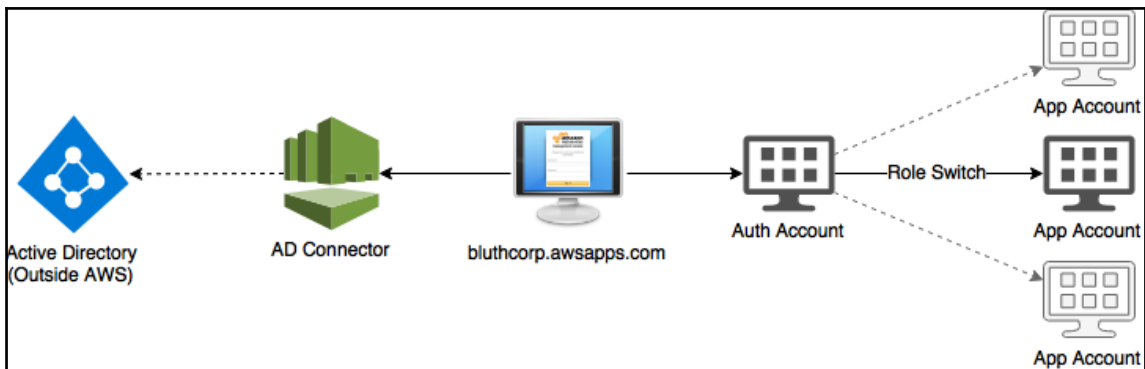 Active Directory
(Outside AWS)
AD Connector
amazon
bluthcorp.awsapps.com
Auth Account
Role Switch
App Account
App Account
App Account